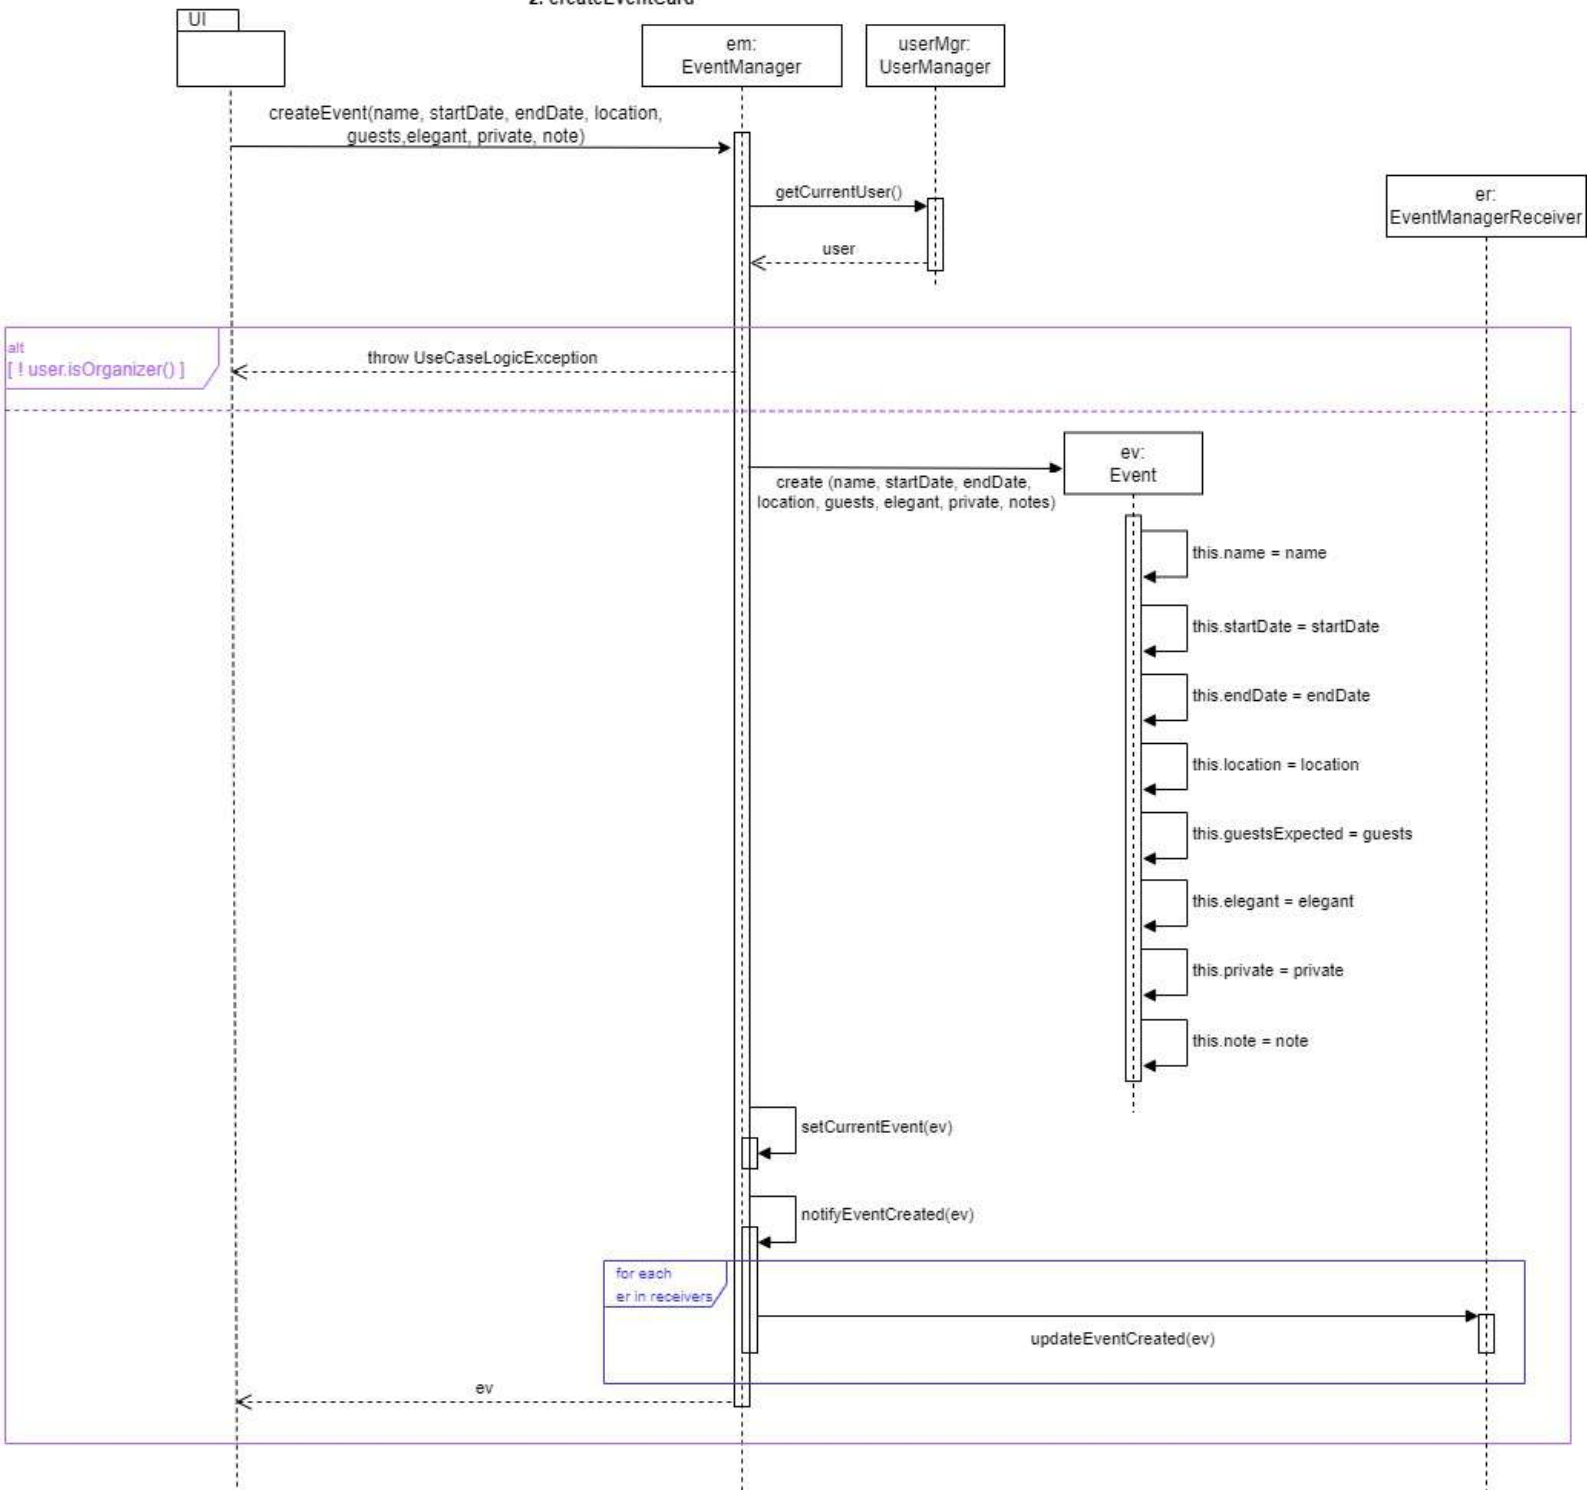 2. createEventCard
UI
em:
EventManager
userMgr:
UserManager
createEvent(name, startDate, endDate, location,
guests,elegant, private, note)
getCurrentUser()
er:
EventManagerReceiver
user
alt
[ ! user.isOrganizer() ]
throw UseCaseLogicException
ev:
Event
create (name, startDate, endDate,
location, guests, elegant, private, notes)
this.name = name
this.startDate = startDate
this.endDate = endDate
this.location = location
this.guestsExpected = guests
this.elegant = elegant
this.private = private
this.note = note
setCurrentEvent(ev)
notifyEventCreated(ev)
for each
er in receivers
updateEventCreated(ev)
ev